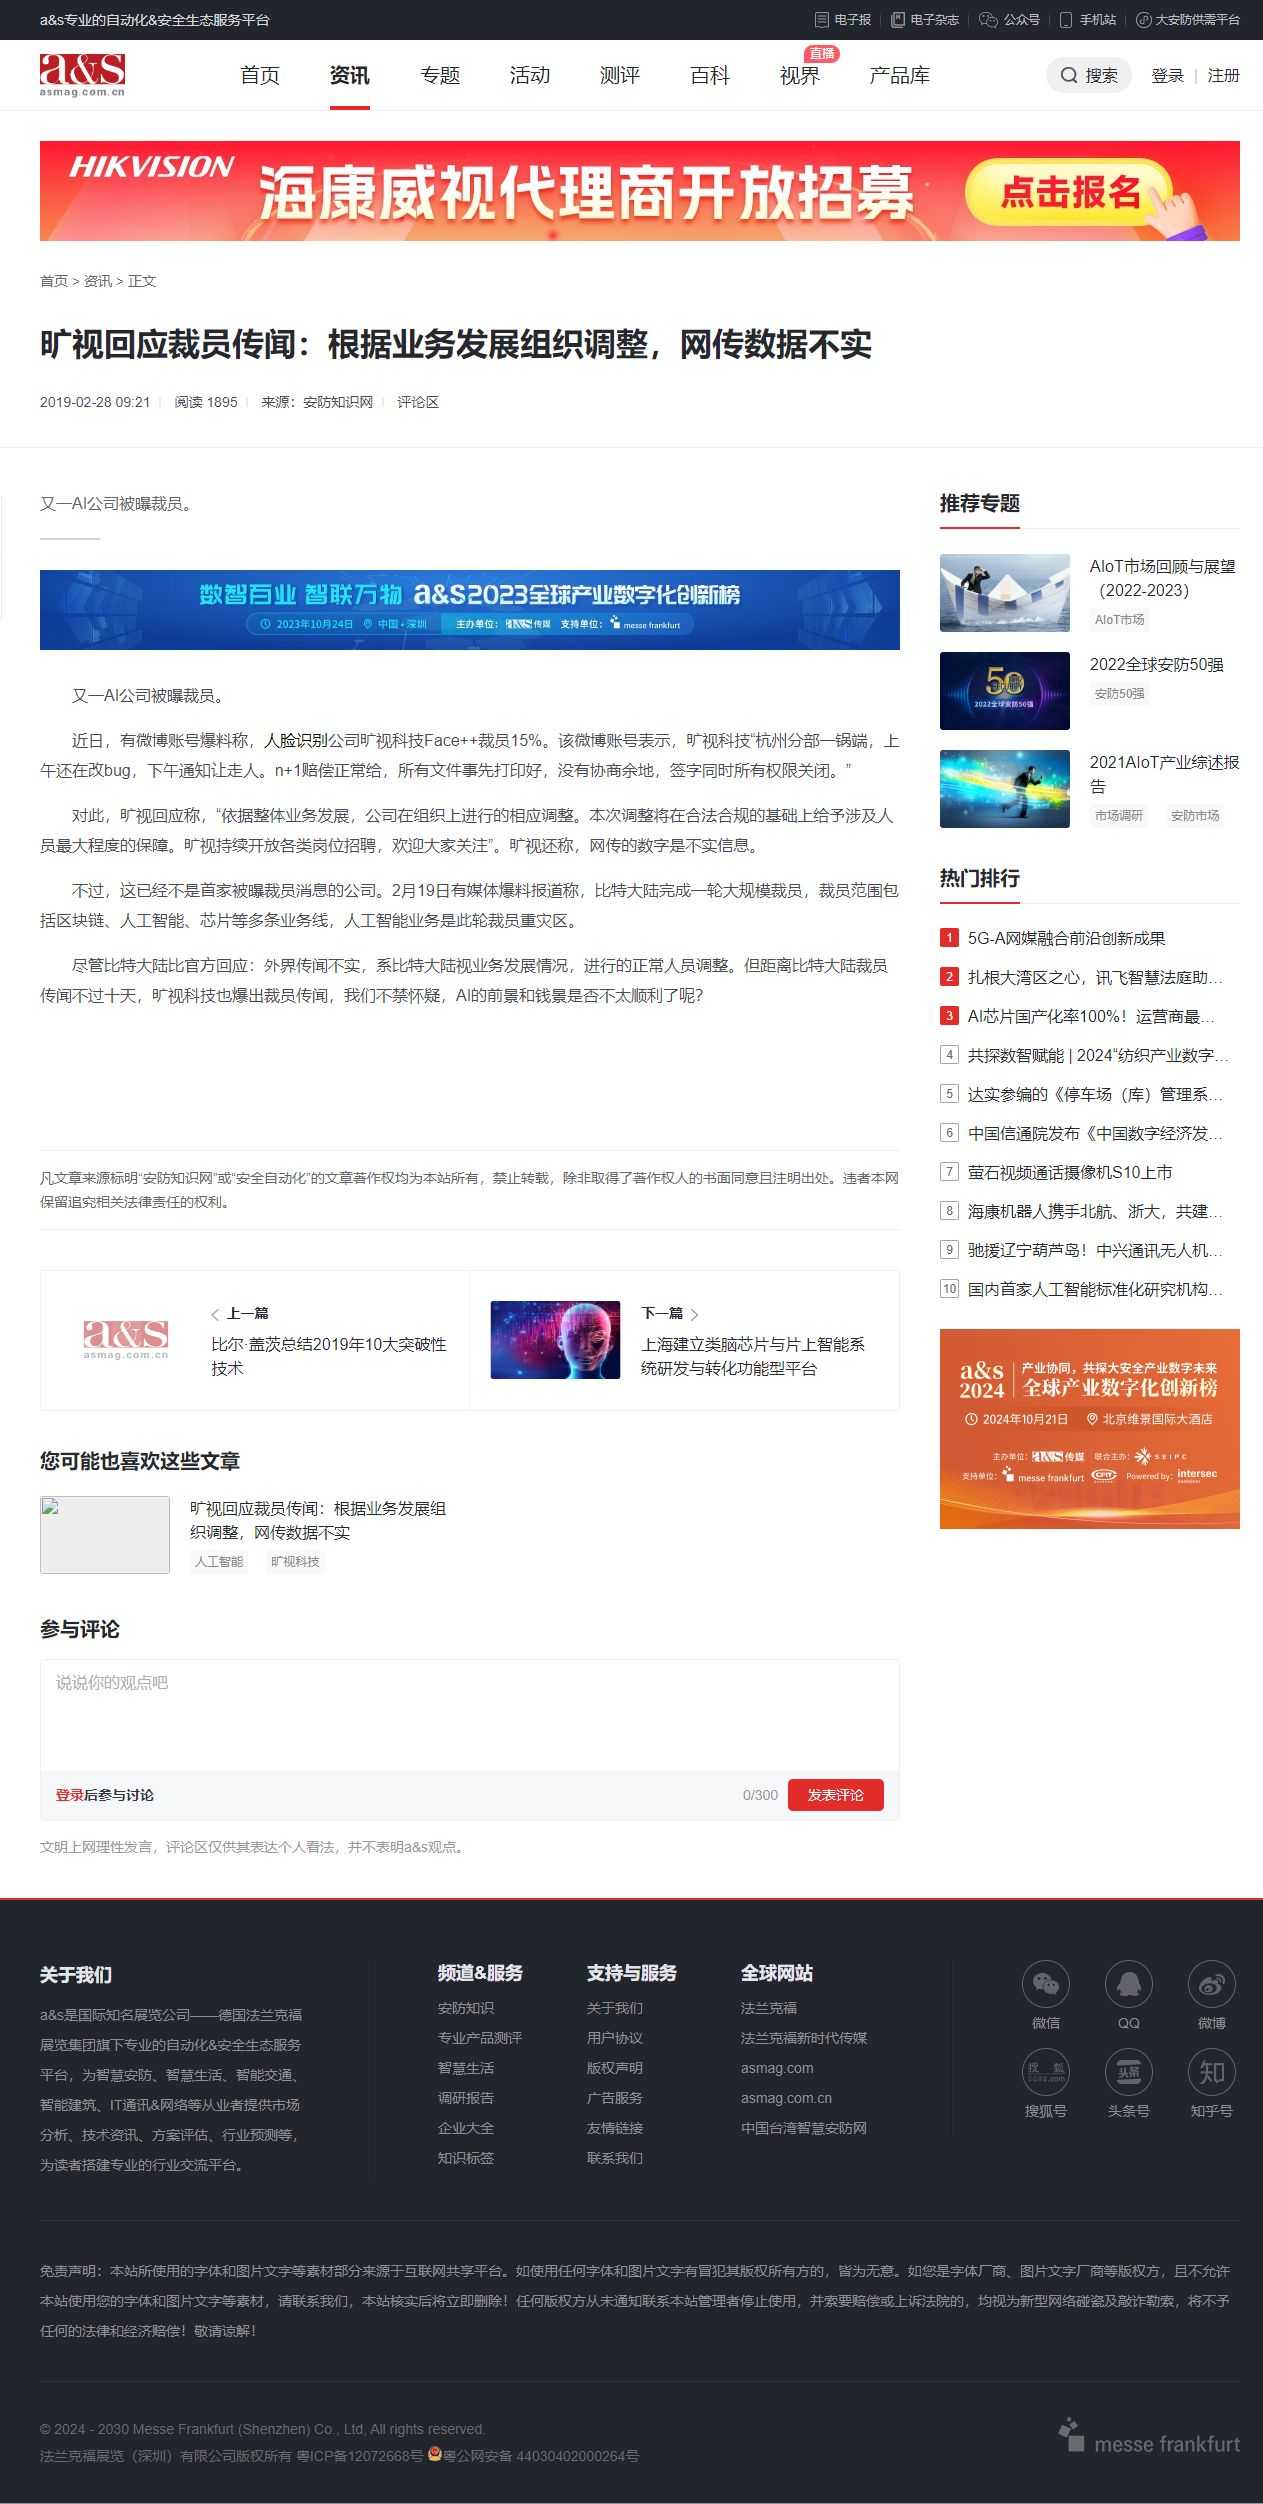 a&s专业的自动化&安全生态服务平台
电子报
电子杂志
公众号
手机站
大安防供需平台
a&s
asmag.com.cn
首页
资讯
专题
活动
测评
百科
视界
直播
产品库
搜索
登录
注册
HIKVISION
海康威视代理商开放招募
点击报名
首页 > 资讯 > 正文
旷视回应裁员传闻：根据业务发展组织调整，网传数据不实
2019-02-28 09:21
阅读 1895
来源：安防知识网
评论区
又一AI公司被曝裁员。
数智百业 智联万物 a&s2023全球产业数字化创新榜
2023年10月24日 中国·深圳 主办单位：a&s传媒 支持单位：messe frankfurt
又一AI公司被曝裁员。
近日，有微博账号爆料称，人脸识别公司旷视科技Face++裁员15%。该微博账号表示，旷视科技“杭州分部一锅端，上
午还在改bug，下午通知让走人。n+1赔偿正常给，所有文件事先打印好，没有协商余地，签字同时所有权限关闭。”
对此，旷视回应称，“依据整体业务发展，公司在组织上进行的相应调整。本次调整将在合法合规的基础上给予涉及人
员最大程度的保障。旷视持续开放各类岗位招聘，欢迎大家关注”。旷视还称，网传的数字是不实信息。
不过，这已经不是首家被曝裁员消息的公司。2月19日有媒体爆料报道称，比特大陆完成一轮大规模裁员，裁员范围包
括区块链、人工智能、芯片等多条业务线，人工智能业务是此轮裁员重灾区。
尽管比特大陆比官方回应：外界传闻不实，系比特大陆视业务发展情况，进行的正常人员调整。但距离比特大陆裁员
传闻不过十天，旷视科技也爆出裁员传闻，我们不禁怀疑，AI的前景和钱景是否不太顺利了呢？
凡文章来源标明“安防知识网”或“安全自动化”的文章著作权均为本站所有，禁止转载，除非取得了著作权人的书面同意且注明出处。违者本网
保留追究相关法律责任的权利。
a&s
asmag.com.cn
上一篇
比尔·盖茨总结2019年10大突破性
技术
下一篇
上海建立类脑芯片与片上智能系
统研发与转化功能型平台
您可能也喜欢这些文章
旷视回应裁员传闻：根据业务发展组
织调整，网传数据不实
人工智能
旷视科技
参与评论
说说你的观点吧
登录后参与讨论
0/300
发表评论
文明上网理性发言，评论区仅供其表达个人看法，并不表明a&s观点。
推荐专题
AIoT市场回顾与展望
（2022-2023）
AIoT市场
50
2022全球安防50强
2022全球安防50强
安防50强
2021AIoT产业综述报
告
市场调研
安防市场
热门排行
1 5G-A网媒融合前沿创新成果
2 扎根大湾区之心，讯飞智慧法庭助...
3 AI芯片国产化率100%！运营商最...
4 共探数智赋能 | 2024“纺织产业数字...
5 达实参编的《停车场（库）管理系...
6 中国信通院发布《中国数字经济发...
7 萤石视频通话摄像机S10上市
8 海康机器人携手北航、浙大，共建...
9 驰援辽宁葫芦岛！中兴通讯无人机...
10 国内首家人工智能标准化研究机构...
a&s 2024
产业协同，共探大安全产业数字未来
全球产业数字化创新榜
2024年10月21日 北京维景国际大酒店
主办单位：a&s传媒 联合主办：SEIPC
支持单位：messe frankfurt Powered by: intersec
关于我们
a&s是国际知名展览公司——德国法兰克福
展览集团旗下专业的自动化&安全生态服务
平台，为智慧安防、智慧生活、智能交通、
智能建筑、IT通讯&网络等从业者提供市场
分析、技术资讯、方案评估、行业预测等，
为读者搭建专业的行业交流平台。
频道&服务
安防知识
专业产品测评
智慧生活
调研报告
企业大全
知识标签
支持与服务
关于我们
用户协议
版权声明
广告服务
友情链接
联系我们
全球网站
法兰克福
法兰克福新时代传媒
asmag.com
asmag.com.cn
中国台湾智慧安防网
微信
QQ
微博
搜狐号
头条
头条号
知
知乎号
免责声明：本站所使用的字体和图片文字等素材部分来源于互联网共享平台。如使用任何字体和图片文字有冒犯其版权所有方的，皆为无意。如您是字体厂商、图片文字厂商等版权方，且不允许
本站使用您的字体和图片文字等素材，请联系我们，本站核实后将立即删除！任何版权方从未通知联系本站管理者停止使用，并索要赔偿或上诉法院的，均视为新型网络碰瓷及敲诈勒索，将不予
任何的法律和经济赔偿！敬请谅解！
© 2024 - 2030 Messe Frankfurt (Shenzhen) Co., Ltd, All rights reserved.
法兰克福展览（深圳）有限公司版权所有 粤ICP备12072668号 粤公网安备 44030402000264号
messe frankfurt